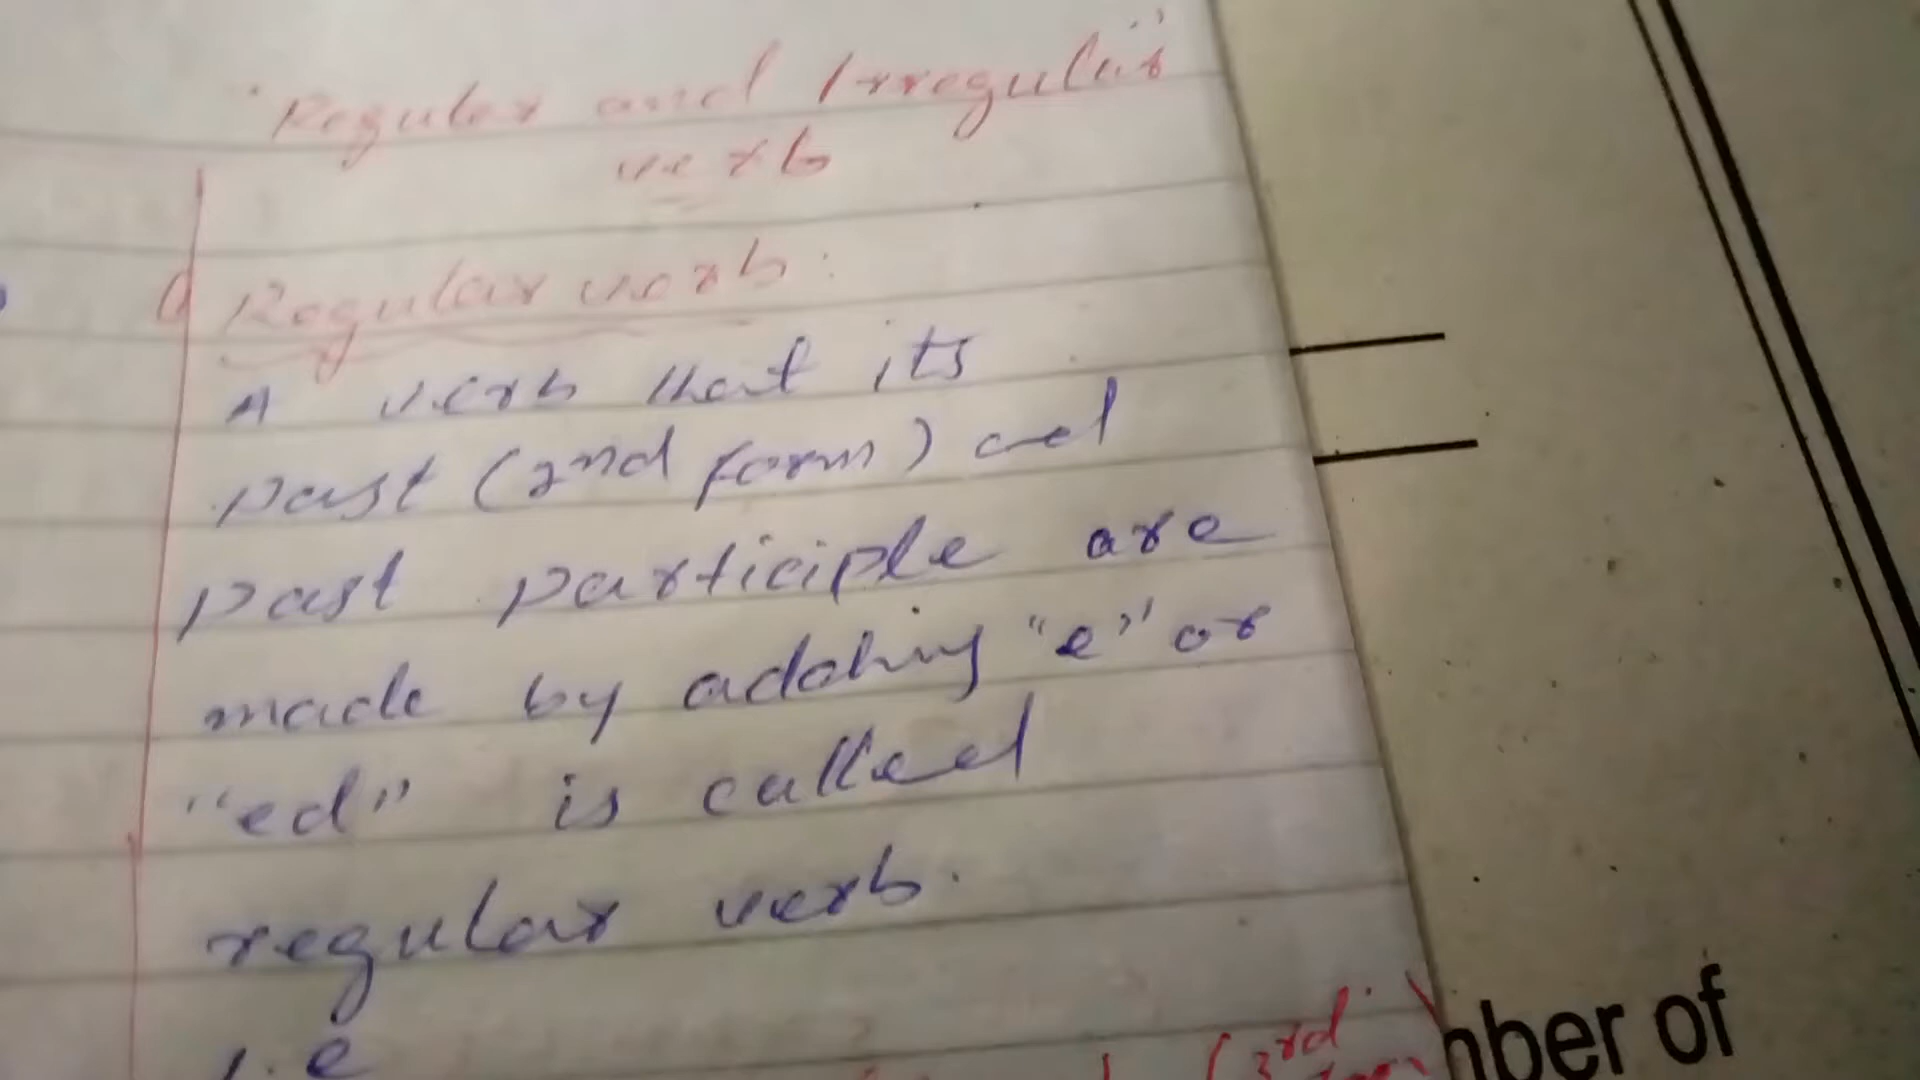 "Regular and Irregular"
verb
Regular verb:
A verb that its
past (2nd form) and
past participle are
made by adding "e" or
"ed" is called
regular verb.
i.e
(3rd
nber of